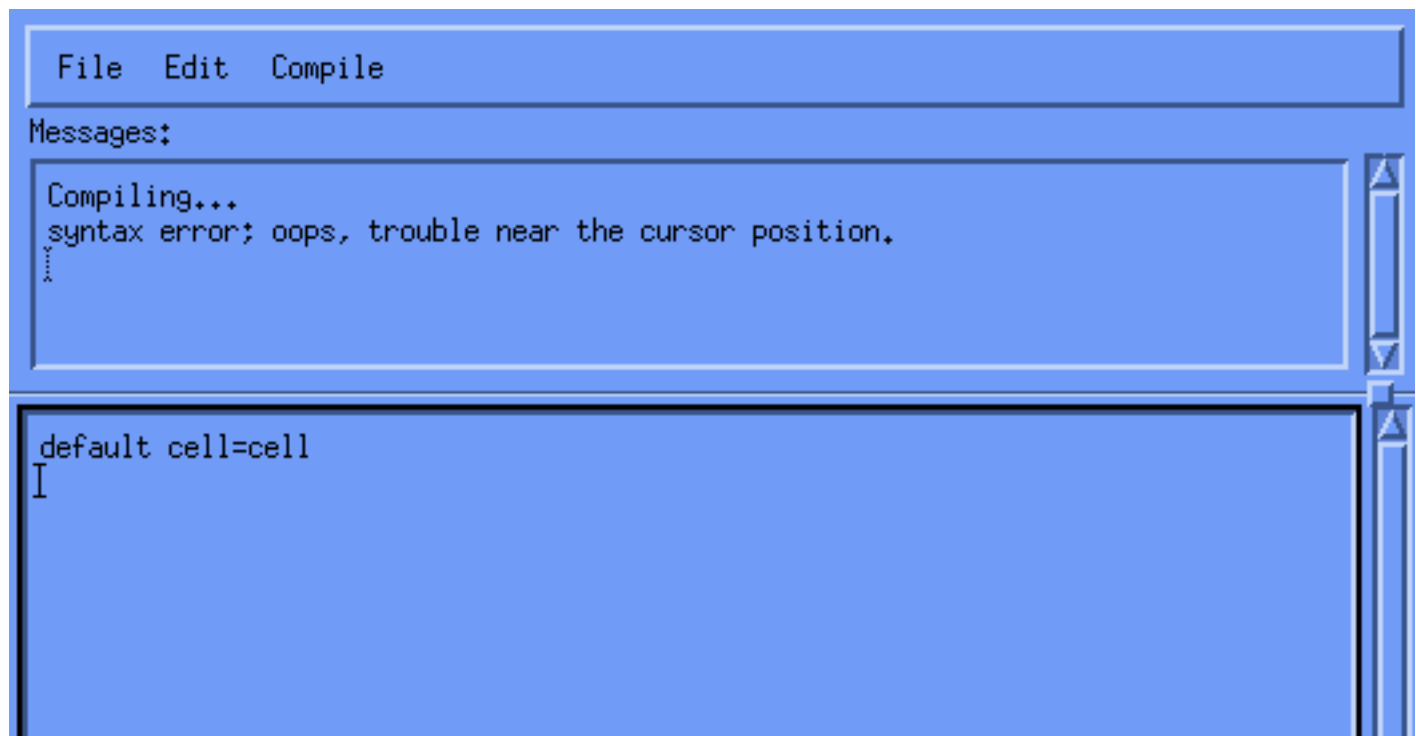 File Edit Compile
Messages:
Compiling...
syntax error; oops, trouble near the cursor position.
default cell=cell